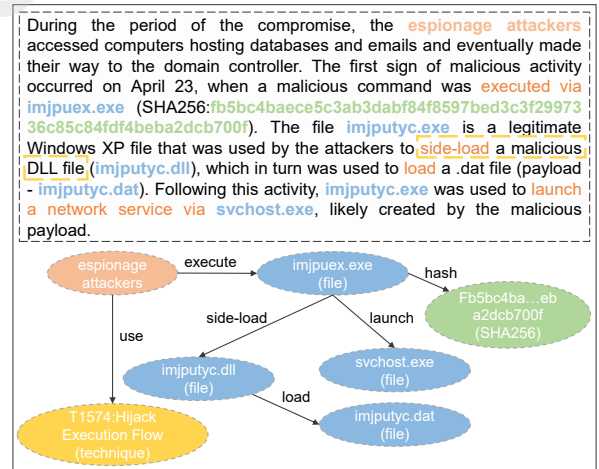 During the period of the compromise, the espionage attackers
accessed computers hosting databases and emails and eventually made
their way to the domain controller. The first sign of malicious activity
occurred on April 23, when a malicious command was executed via
imjpuex.exe (SHA256:fb5bc4baece5c3ab3dabf84f8597bed3c3f29973
36c85c84fdf4beba2dcb700f). The file imjputyc.exe is a legitimate
Windows XP file that was used by the attackers to side-load a malicious
DLL file (imjputyc.dll), which in turn was used to load a .dat file (payload
- imjputyc.dat). Following this activity, imjputyc.exe was used to launch
a network service via svchost.exe, likely created by the malicious
payload.
espionage
attackers
execute
imjpuex.exe
(file)
hash
Fb5bc4ba…eb
a2dcb700f
(SHA256)
use
side-load
launch
imjputyc.dll
(file)
svchost.exe
(file)
load
T1574:Hijack
Execution Flow
(technique)
imjputyc.dat
(file)